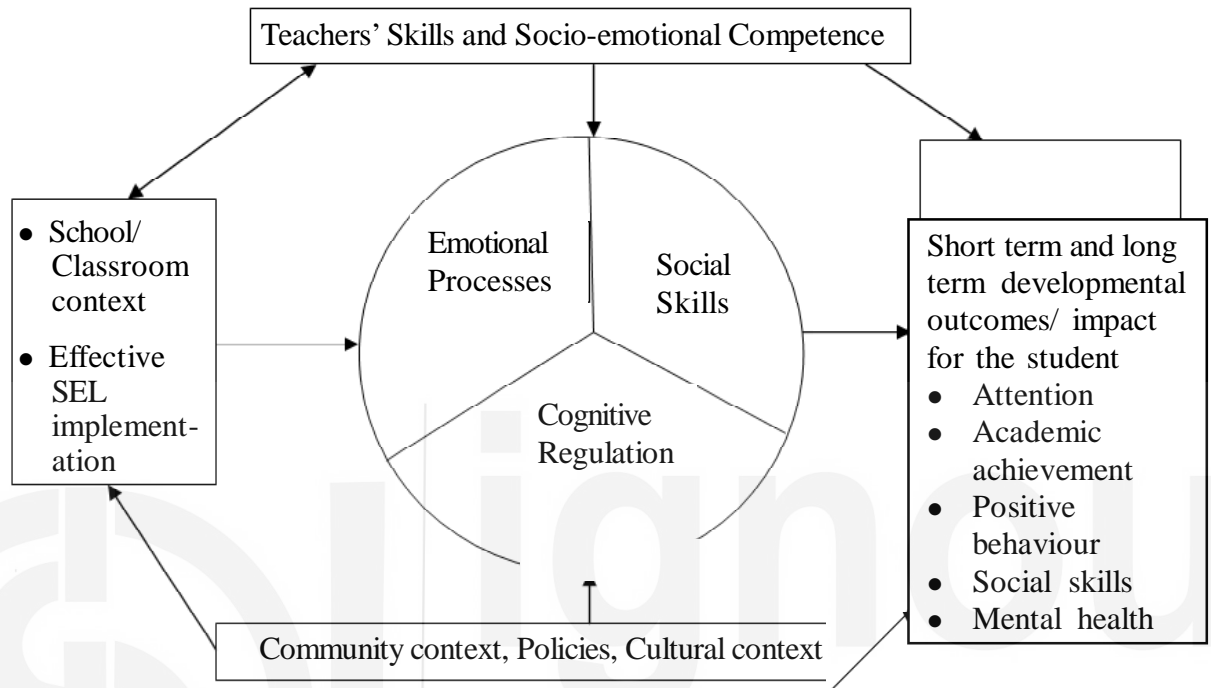 Teachers’ Skills and Socio-emotional Competence
● School/
Classroom
context
● Effective
SEL
implement-
ation
Emotional
Processes
Social
Skills
Cognitive
Regulation
Short term and long
term developmental
outcomes/ impact
for the student
● Attention
● Academic
achievement
● Positive
behaviour
● Social skills
● Mental health
Community context, Policies, Cultural context
ignou